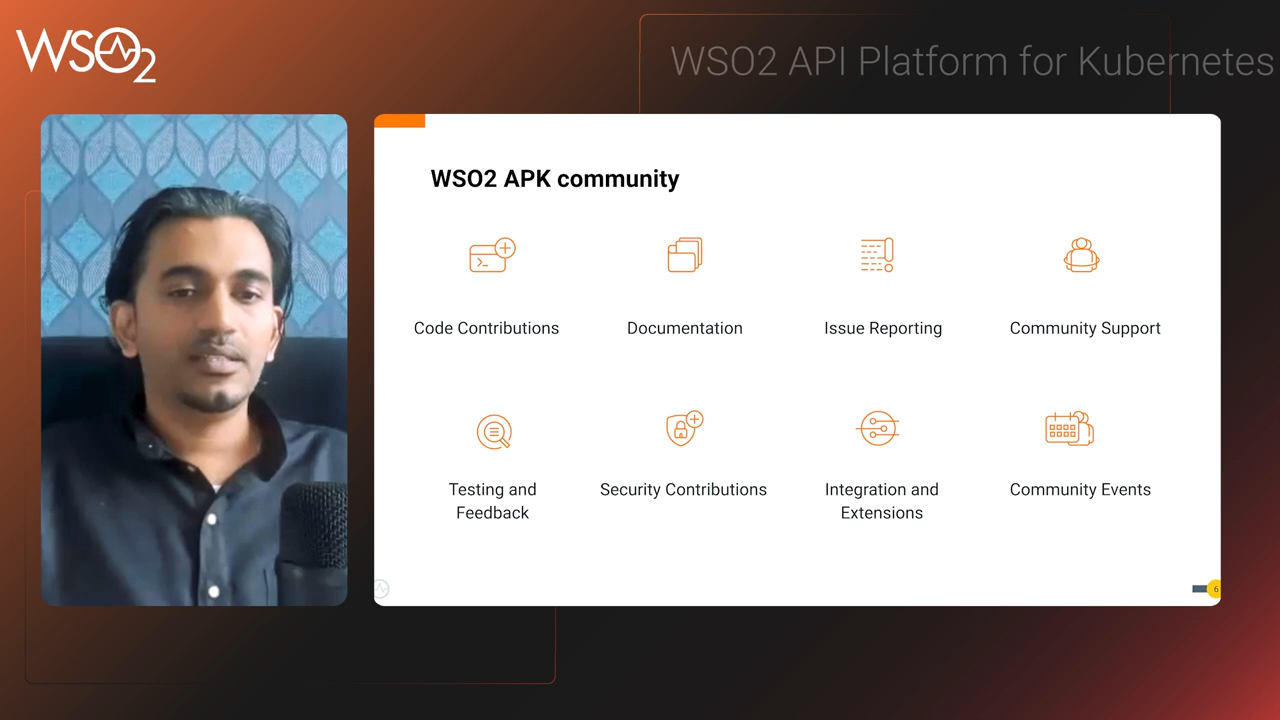 WSO2
WSO2 API Platform for Kubernetes
WSO2 APK community
Code Contributions
Documentation
Issue Reporting
Community Support
Testing and
Feedback
Security Contributions
Integration and
Extensions
Community Events
6